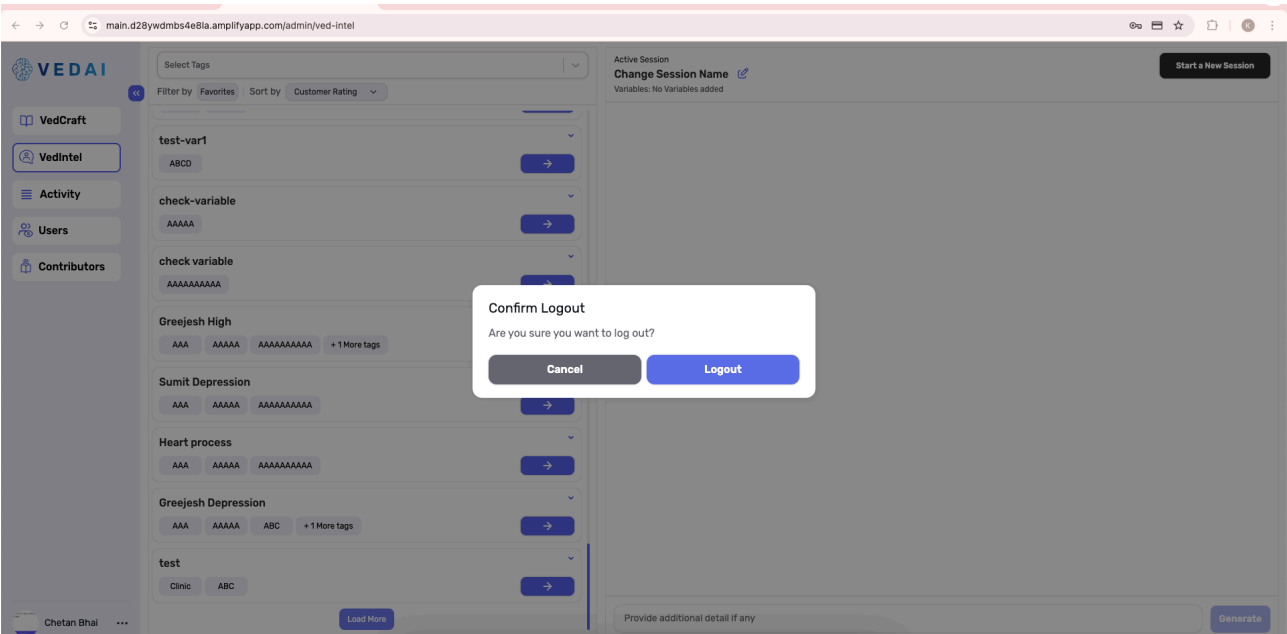 main.d28ywdmbs4e8la.amplifyapp.com/admin/ved-intel
K
VEDAI
VedCraft
VedIntel
Activity
Users
Contributors
Chetan Bhai
Select Tags
Filter by Favorites Sort by Customer Rating
test-var1
ABCD
check-variable
AAAAA
check variable
AAAAAAAAAA
Greejesh High
AAA AAAAA AAAAAAAAAA + 1 More tags
Sumit Depression
AAA AAAAA AAAAAAAAAA
Heart process
AAA AAAAA AAAAAAAAAA
Greejesh Depression
AAA AAAAA ABC + 1 More tags
test
Clinic ABC
Load More
Active Session
Change Session Name
Variables: No Variables added
Start a New Session
Confirm Logout
Are you sure you want to log out?
Cancel Logout
Provide additional detail if any
Generate